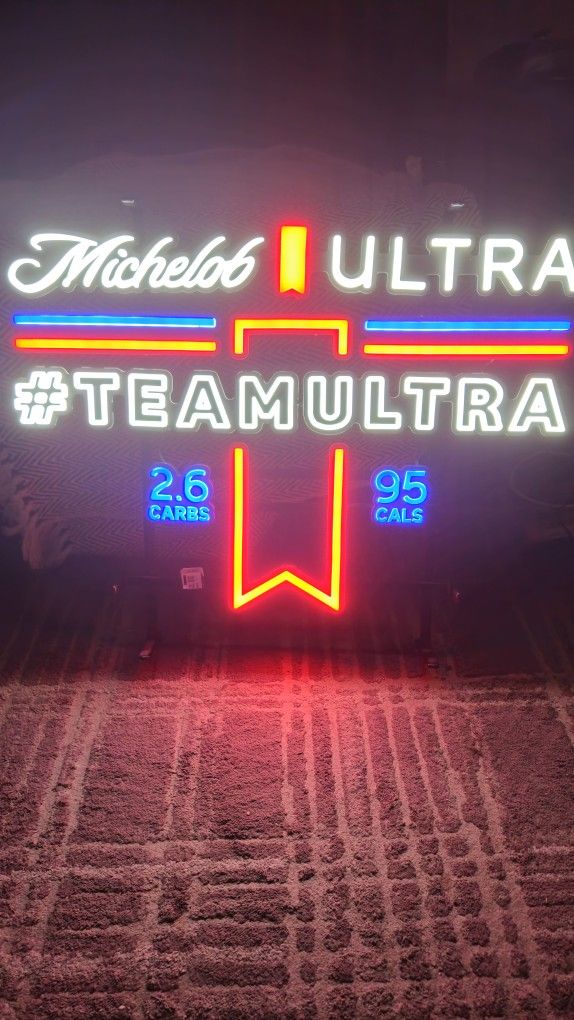 Michelob ULTRA
#TEAMULTRA
2.6 95
CARBS CALS